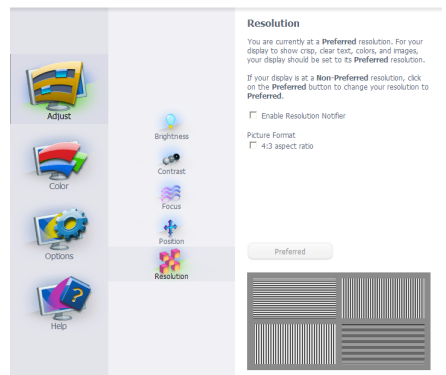 Adjust
Color
Options
Help
Brightness
Contrast
Focus
Position
Resolution
Resolution
You are currently at a Preferred resolution. For your
display to show crisp, clear text, colors, and images,
your display should be set to its Preferred resolution.
If your display is at a Non-Preferred resolution, click
on the Preferred button to change your resolution to
Preferred.
Enable Resolution Notifier
Picture Format
4:3 aspect ratio
Preferred